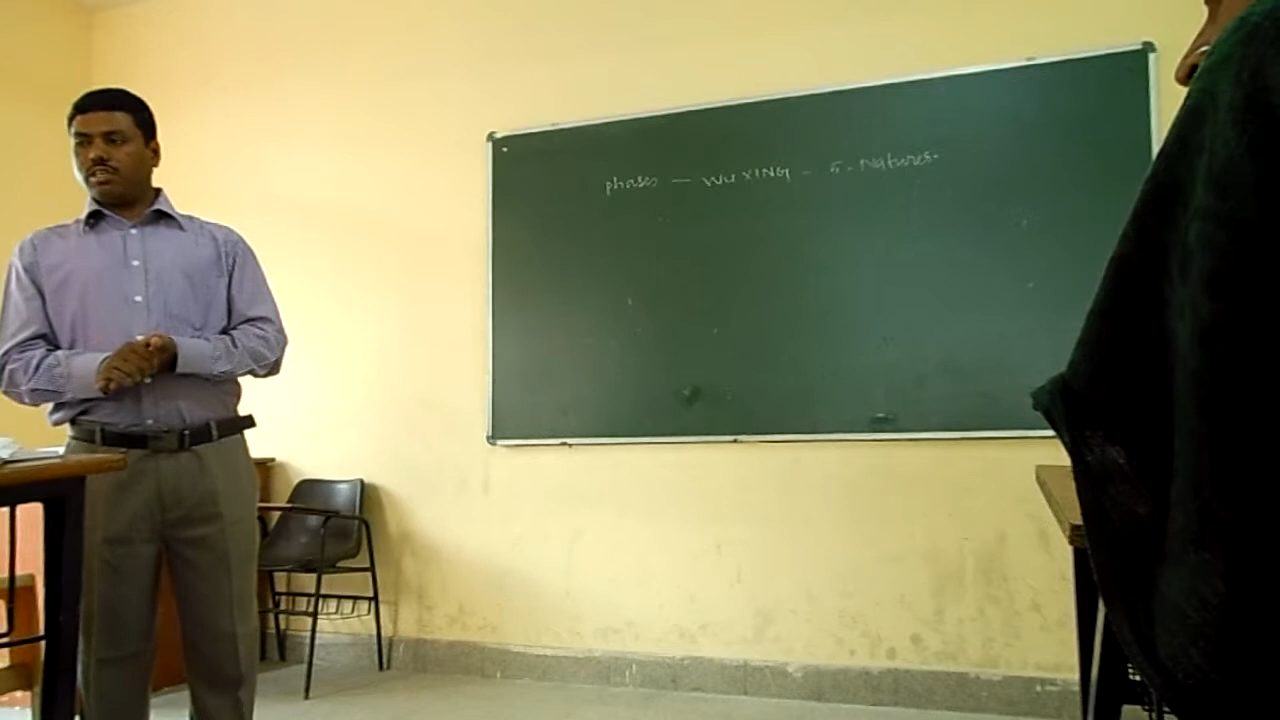 phases — WU XING - 5 - Natures-